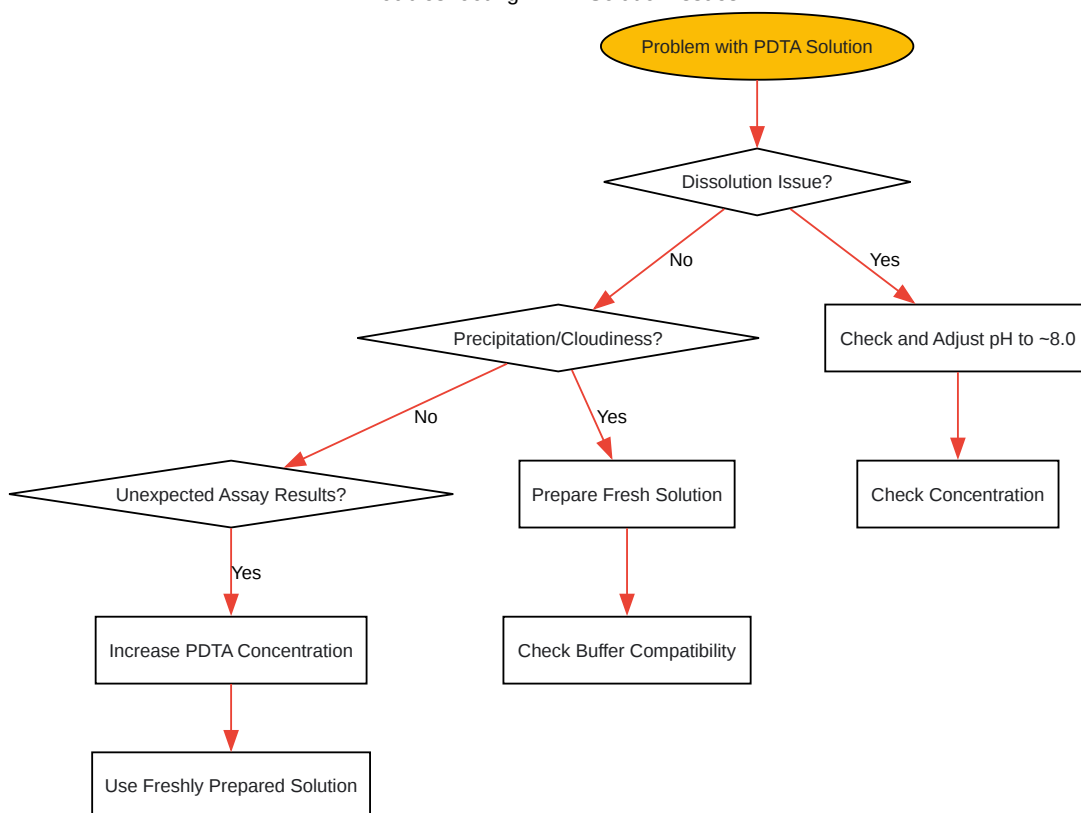 Problem with PDTA Solution
Dissolution Issue?
No
Yes
Precipitation/Cloudiness?
Check and Adjust pH to ~8.0
No
Yes
Unexpected Assay Results?
Prepare Fresh Solution
Check Concentration
Yes
Increase PDTA Concentration
Check Buffer Compatibility
Use Freshly Prepared Solution